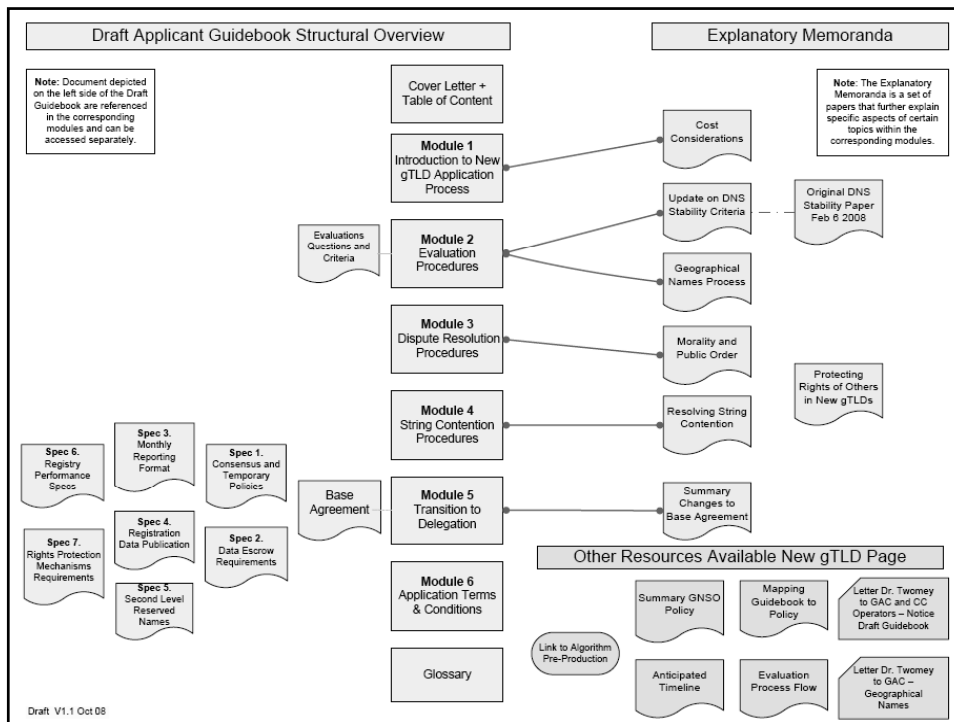 Draft Applicant Guidebook Structural Overview
Explanatory Memoranda
Note: Document depicted
on the left side of the Draft
Guidebook are referenced
in the corresponding
modules and can be
accessed separately.
Cover Letter +
Table of Content
Module 1
Introduction to New
gTLD Application
Process
Evaluations
Questions and
Criteria
Module 2
Evaluation
Procedures
Module 3
Dispute Resolution
Procedures
Module 4
String Contention
Procedures
Base
Agreement
Module 5
Transition to
Delegation
Module 6
Application Terms
& Conditions
Glossary
Spec 6.
Registry
Performance
Specs
Spec 3.
Monthly
Reporting
Format
Spec 1.
Consensus and
Temporary
Policies
Spec 7.
Rights Protection
Mechanisms
Requirements
Spec 4.
Registration
Data Publication
Spec 2.
Data Escrow
Requirements
Spec 5.
Second Level
Reserved
Names
Note: The Explanatory
Memoranda is a set of
papers that further explain
specific aspects of certain
topics within the
corresponding modules.
Cost
Considerations
Update on DNS
Stability Criteria
Original DNS
Stability Paper
Feb 6 2008
Geographical
Names Process
Morality and
Public Order
Protecting
Rights of Others
in New gTLDs
Resolving String
Contention
Summary
Changes to
Base Agreement
Other Resources Available New gTLD Page
Link to Algorithm
Pre-Production
Summary GNSO
Policy
Mapping
Guidebook to
Policy
Letter Dr. Twomey
to GAC and CC
Operators – Notice
Draft Guidebook
Anticipated
Timeline
Evaluation
Process Flow
Letter Dr. Twomey
to GAC –
Geographical
Names
Draft V1.1 Oct 08